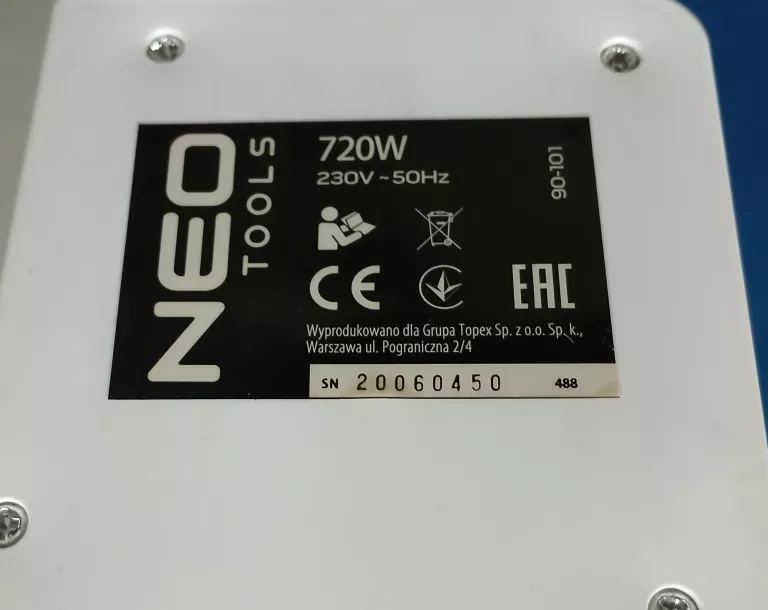 NEO
TOOLS
720W
230V ~ 50Hz
90-101
CE
EAC
Wyprodukowano dla Grupa Topex Sp. z o.o. Sp. k.,
Warszawa ul. Pograniczna 2/4
SN 20060450 488